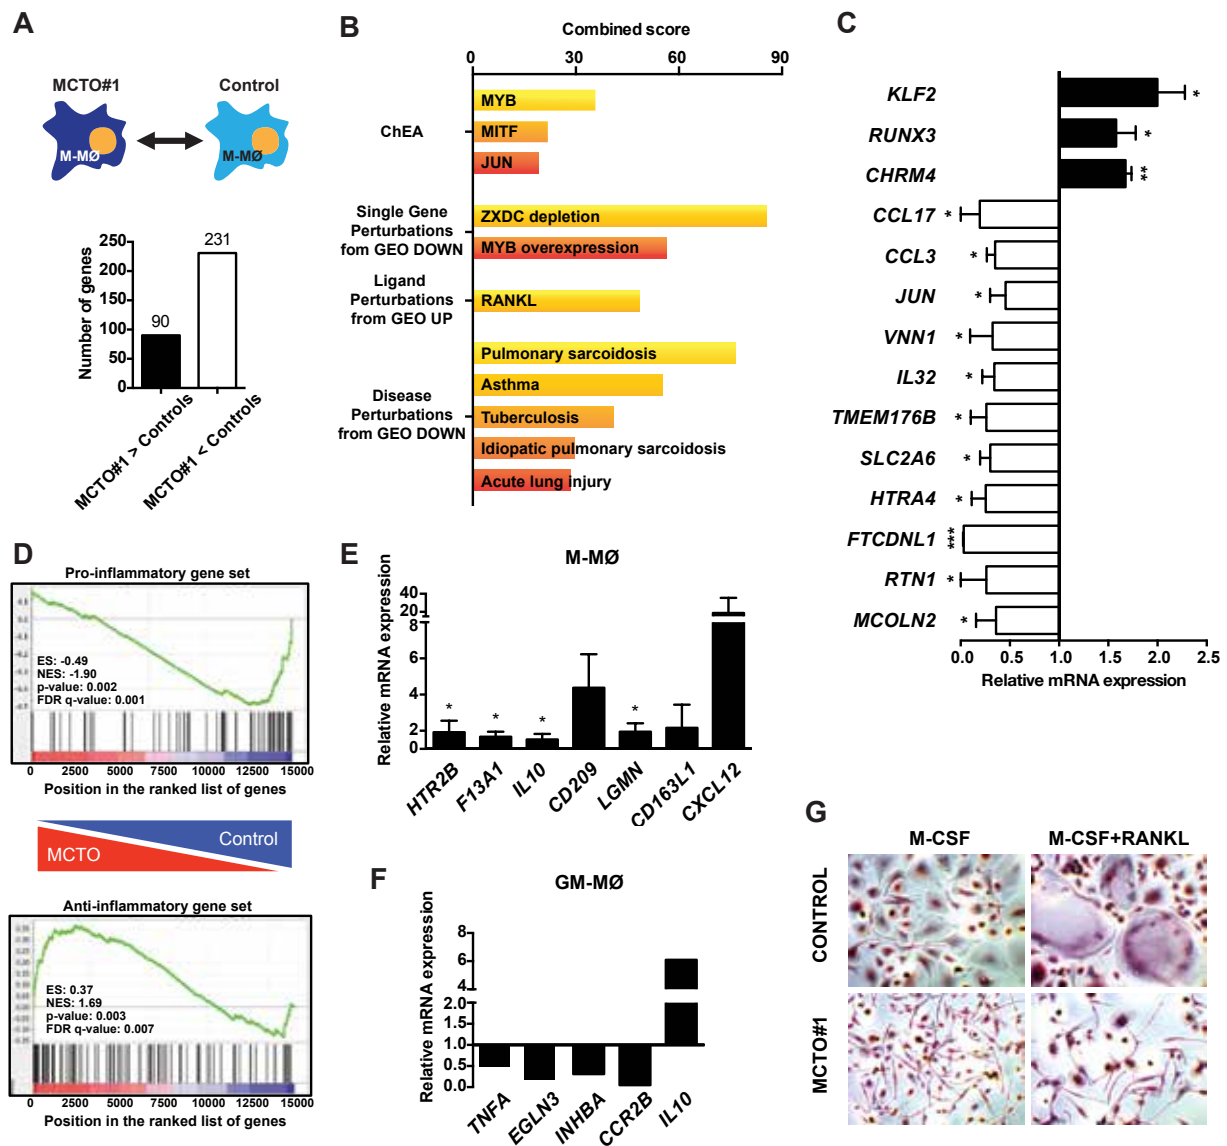 A
MCTO#1
Control
M-MØ
M-MØ
Number of genes
250
200
150
100
50
0
90
231
MCTO#1 > Controls
MCTO#1 < Controls
B
Combined score
0
30
60
90
ChEA
MYB
MITF
JUN
Single Gene
Perturbations
fom GEO DOWN
ZXDC depletion
MYB overexpression
Ligand
Perturbations
from GEO UP
RANKL
Disease
Perturbations
from GEO DOWN
Pulmonary sarcoidosis
Asthma
Tuberculosis
Idiopatic pulmonary sarcoidosis
Acute lung injury
C
KLF2
*
RUNX3
*
CHRM4
**
CCL17
*
CCL3
*
JUN
*
VNN1
*
IL32
*
TMEM176B
*
SLC2A6
*
HTRA4
*
FTCDNL1
***
RTN1
*
MCOLN2
*
0.0
0.5
1.0
1.5
2.0
2.5
Relative mRNA expression
D
Pro-inflammatory gene set
ES: -0.49
NES: -1.90
p-value: 0.002
FDR q-value: 0.001
0
2500
5000
7500
10000
12500
15000
Position in the ranked list of genes
Control
MCTO
Anti-inflammatory gene set
ES: 0.37
NES: 1.69
p-value: 0.003
FDR q-value: 0.007
0
2500
5000
7500
10000
12500
15000
Position in the ranked list of genes
E
M-MØ
Relative mRNA expression
40
20
8
6
4
2
0
*
*
*
*
HTR2B
F13A1
IL10
CD209
LGMN
CD163L1
CXCL12
F
GM-MØ
Relative mRNA expression
8
6
4
2.0
1.5
1.0
0.5
0.0
TNFA
EGLN3
INHBA
CCR2B
IL10
G
M-CSF
M-CSF+RANKL
CONTROL
MCTO#1